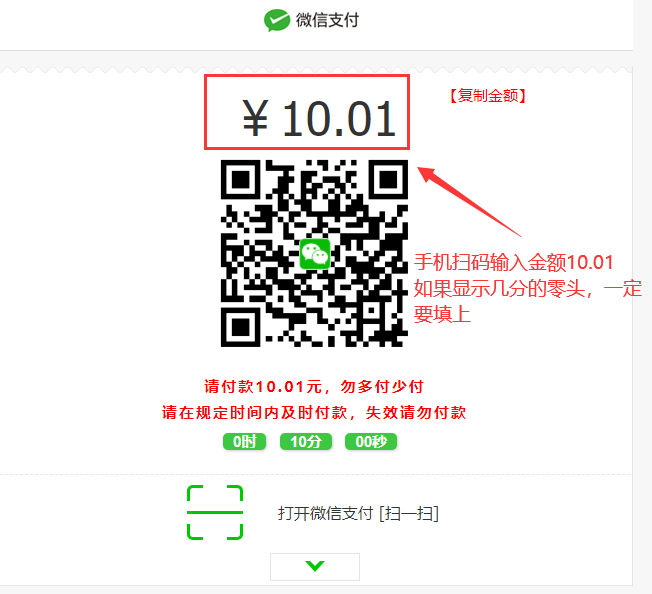 微信支付
￥10.01
【复制金额】
手机扫码输入金额10.01
如果显示几分的零头，一定
要填上
请付款10.01元，勿多付少付
请在规定时间内及时付款，失效请勿付款
0时 10分 00秒
打开微信支付 [扫一扫]